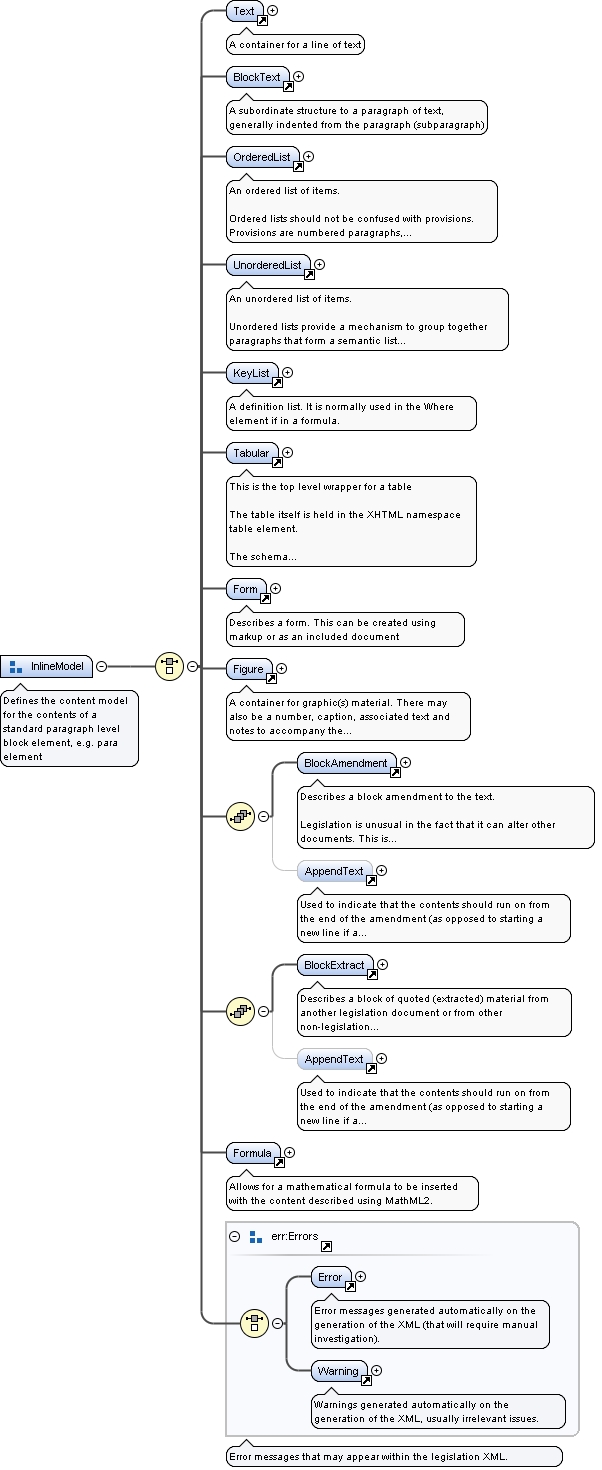 Text
A container for a line of text
BlockText
A subordinate structure to a paragraph of text,
generally indented from the paragraph (subparagraph)
OrderedList
An ordered list of items.
Ordered lists should not be confused with provisions.
Provisions are numbered paragraphs,...
UnorderedList
An unordered list of items.
Unordered lists provide a mechanism to group together
paragraphs that form a semantic list...
KeyList
A definition list. It is normally used in the Where
element if in a formula.
Tabular
This is the top level wrapper for a table
The table itself is held in the XHTML namespace
table element.
The schema...
Form
Describes a form. This can be created using
markup or as an included document
InlineModel
Defines the content model
for the contents of a
standard paragraph level
block element, e.g. para
element
Figure
A container for graphic(s) material. There may
also be a number, caption, associated text and
notes to accompany the...
BlockAmendment
Describes a block amendment to the text.
Legislation is unusual in the fact that it can alter other
documents. This is...
AppendText
Used to indicate that the contents should run on from
the end of the amendment (as opposed to starting a
new line if a...
BlockExtract
Describes a block of quoted (extracted) material from
another legislation document or from other
non-legislation...
AppendText
Used to indicate that the contents should run on from
the end of the amendment (as opposed to starting a
new line if a...
Formula
Allows for a mathematical formula to be inserted
with the content described using MathML2.
err:Errors
Error
Error messages generated automatically on the
generation of the XML (that will require manual
investigation).
Warning
Warnings generated automatically on the
generation of the XML, usually irrelevant issues.
Error messages that may appear within the legislation XML.